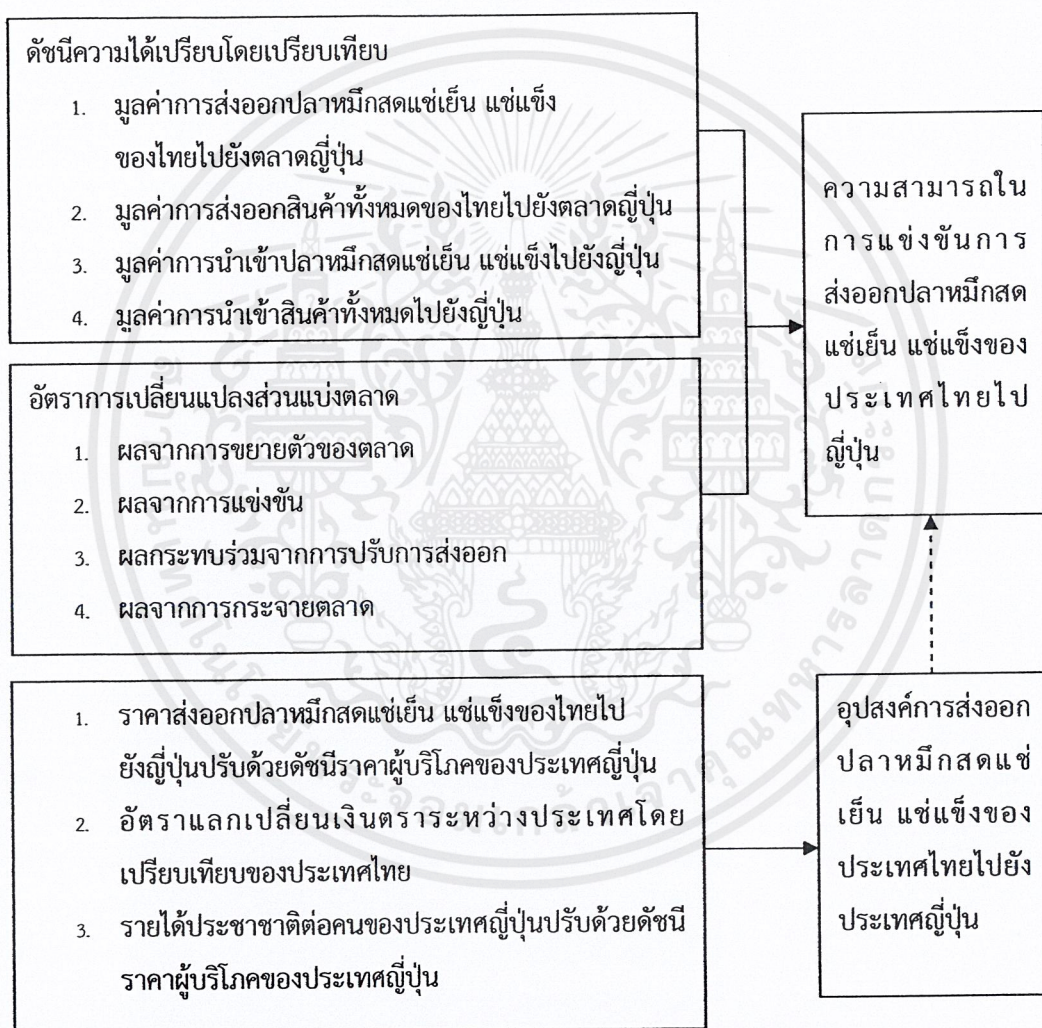 ดัชนีความได้เปรียบโดยเปรียบเทียบ
1. มูลค่าการส่งออกปลาหมึกสดแช่เย็น แช่แข็ง
ของไทยไปยังตลาดญี่ปุ่น
2. มูลค่าการส่งออกสินค้าทั้งหมดของไทยไปยังตลาดญี่ปุ่น
3. มูลค่าการนำเข้าปลาหมึกสดแช่เย็น แช่แข็งไปยังญี่ปุ่น
4. มูลค่าการนำเข้าสินค้าทั้งหมดไปยังญี่ปุ่น
อัตราการเปลี่ยนแปลงส่วนแบ่งตลาด
1. ผลจากการขยายตัวของตลาด
2. ผลจากการแข่งขัน
3. ผลกระทบร่วมจากการปรับการส่งออก
4. ผลจากการกระจายตลาด
ความสามารถใน
การแข่งขันการ
ส่งออกปลาหมึกสด
แช่เย็น แช่แข็งของ
ประเทศไทยไป
ญี่ปุ่น
1. ราคาส่งออกปลาหมึกสดแช่เย็น แช่แข็งของไทยไป
ยังญี่ปุ่นปรับด้วยดัชนีราคาผู้บริโภคของประเทศญี่ปุ่น
2. อัตราแลกเปลี่ยนเงินตราระหว่างประเทศโดย
เปรียบเทียบของประเทศไทย
3. รายได้ประชาชาติต่อคนของประเทศญี่ปุ่นปรับด้วยดัชนี
ราคาผู้บริโภคของประเทศญี่ปุ่น
อุปสงค์การส่งออก
ปลาหมึกสดแช่
เย็น แช่แข็งของ
ประเทศไทยไปยัง
ประเทศญี่ปุ่น